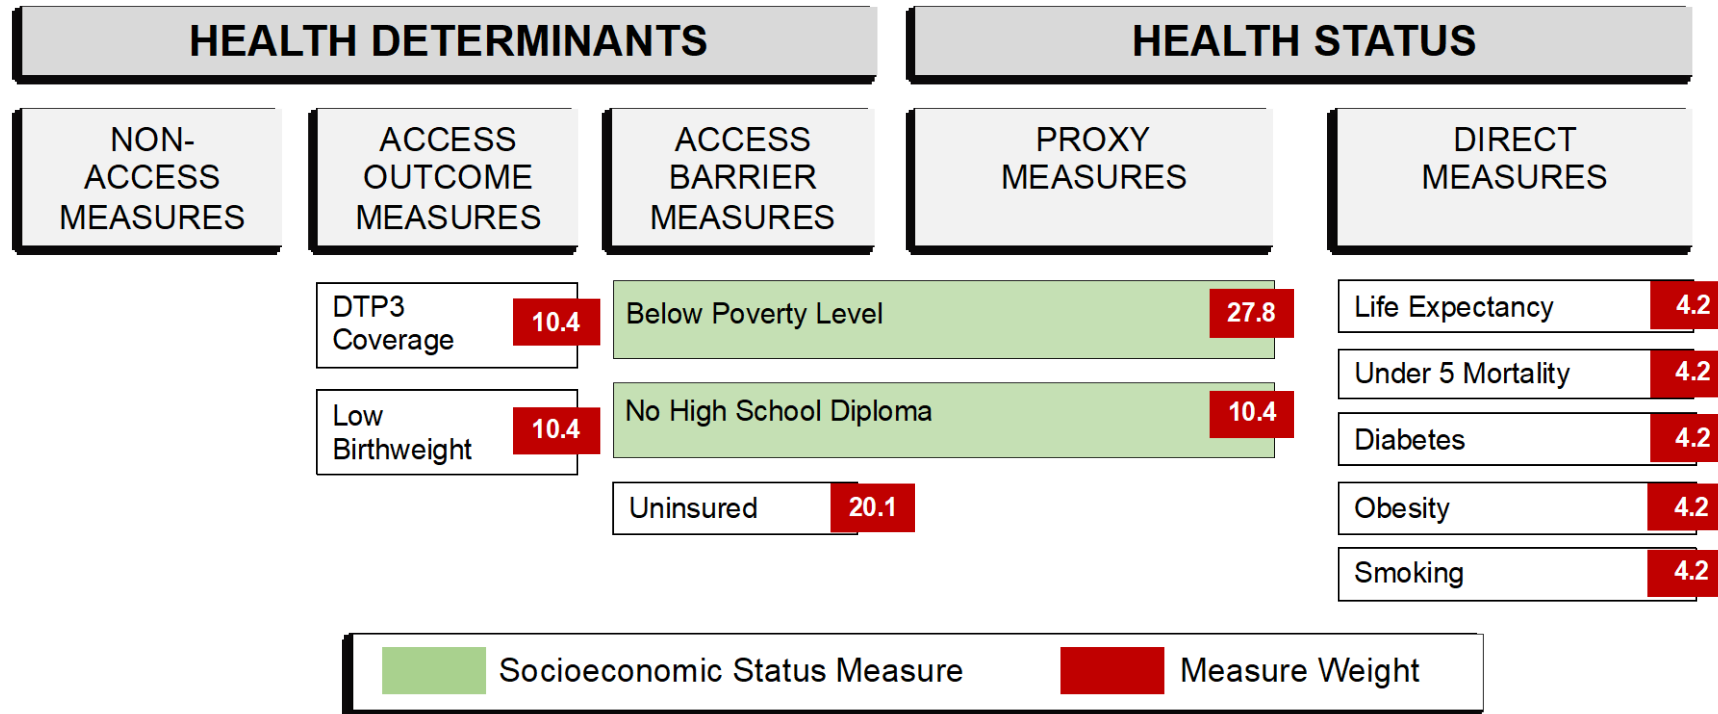 HEALTH DETERMINANTS
HEALTH STATUS
NON-
ACCESS
MEASURES
ACCESS
OUTCOME
MEASURES
ACCESS
BARRIER
MEASURES
PROXY
MEASURES
DIRECT
MEASURES
DTP3
Coverage
10.4
Low
Birthweight
10.4
Below Poverty Level
27.8
No High School Diploma
10.4
Uninsured
20.1
Life Expectancy
4.2
Under 5 Mortality
4.2
Diabetes
4.2
Obesity
4.2
Smoking
4.2
Socioeconomic Status Measure
Measure Weight